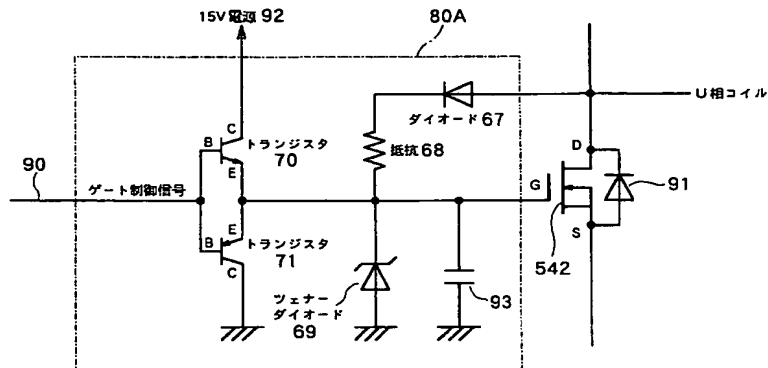 15V電源 92
80A
U相コイル
ダイオード 67
抵抗 68
C
B
トランジスタ
70
E
90
ゲート制御信号
D
G
91
S
542
E
B
トランジスタ
71
C
ツェナー
ダイオード
69
93